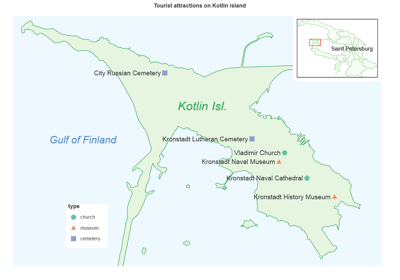 Tourist attractions on Kotlin island
Saint Petersburg
City Russian Cemetery
Kotlin Isl.
Gulf of Finland
Kronstadt Lutheran Cemetery
Vladimir Church
Kronstadt Naval Museum
Kronstadt Naval Cathedral
Kronstadt History Museum
type
church
museum
cemetery